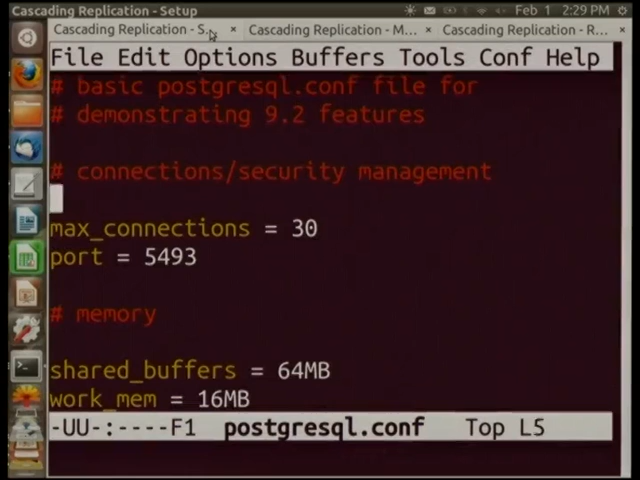 Cascading Replication - Setup
Feb 1 2:29 PM
Cascading Replication - S... × Cascading Replication - M... × Cascading Replication - R... ×
File Edit Options Buffers Tools Conf Help
# basic postgresql.conf file for
# demonstrating 9.2 features
# connections/security management
max_connections = 30
port = 5493
# memory
shared_buffers = 64MB
work_mem = 16MB
-UU-:----F1 postgresql.conf Top L5